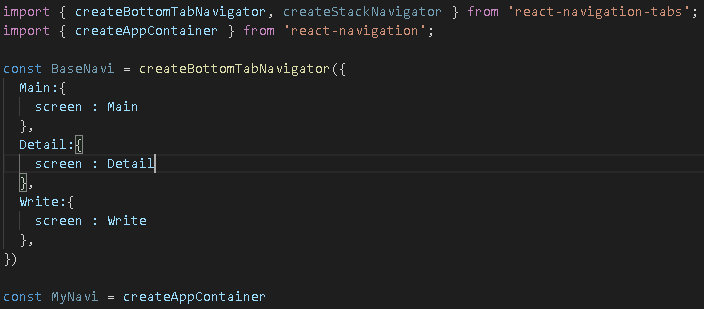 import { createBottomTabNavigator, createStackNavigator } from 'react-navigation-tabs';
import { createAppContainer } from 'react-navigation';

const BaseNavi = createBottomTabNavigator({
  Main:{
    screen : Main
  },
  Detail:{
    screen : Detail
  },
  Write:{
    screen : Write
  },
})

const MyNavi = createAppContainer